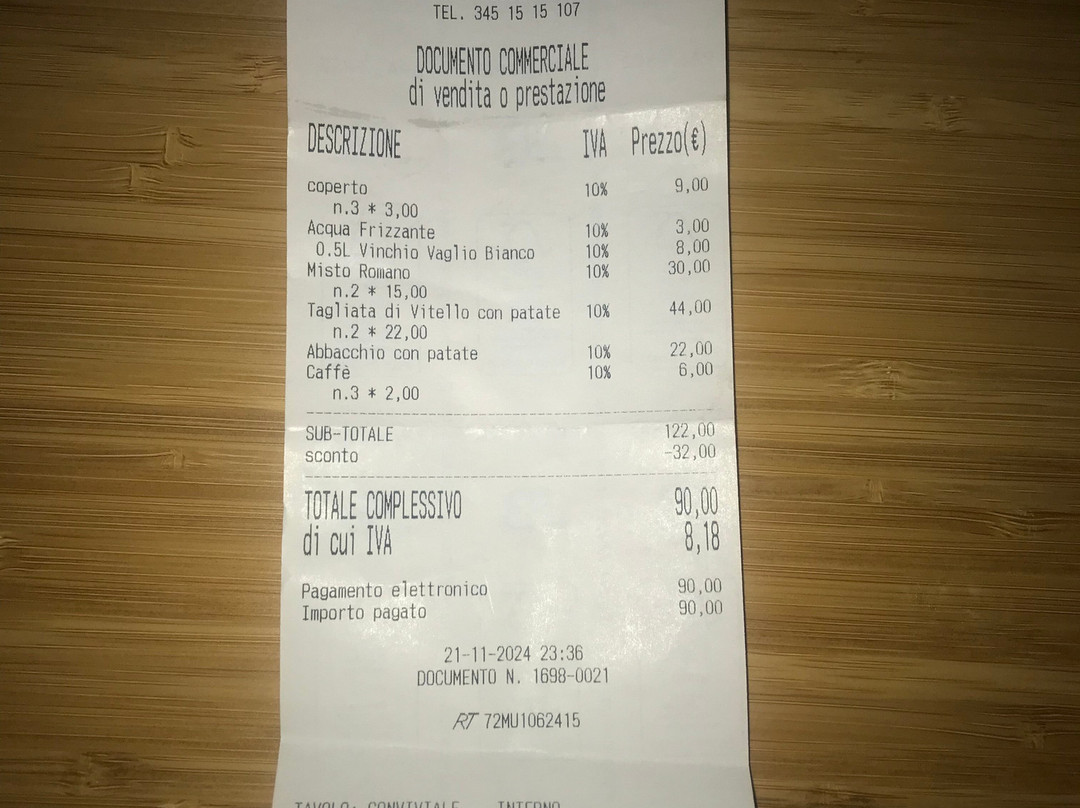 TEL. 345 15 15 107
DOCUMENTO COMMERCIALE
di vendita o prestazione
DESCRIZIONE IVA Prezzo(€)
coperto 10% 9,00
n.3 * 3,00
Acqua Frizzante 10% 3,00
0.5L Vinchio Vaglio Bianco 10% 8,00
Misto Romano 10% 30,00
n.2 * 15,00
Tagliata di Vitello con patate 10% 44,00
n.2 * 22,00
Abbacchio con patate 10% 22,00
Caffè 10% 6,00
n.3 * 2,00
SUB-TOTALE 122,00
sconto -32,00
TOTALE COMPLESSIVO 90,00
di cui IVA 8,18
Pagamento elettronico 90,00
Importo pagato 90,00
21-11-2024 23:36
DOCUMENTO N. 1698-0021
RT 72MU1062415
TAVOLO: CONVIVIALE INTERNO